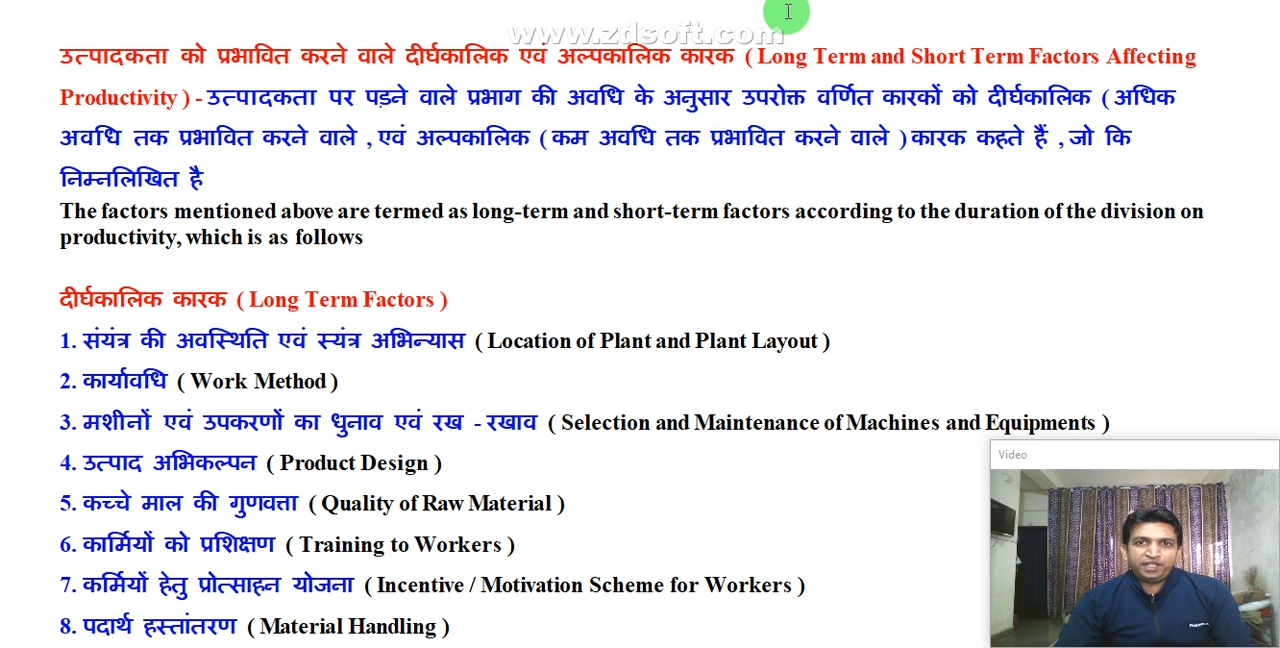 www.zdsoft.com
उत्पादकता को प्रभावित करने वाले दीर्घकालिक एवं अल्पकालिक कारक ( Long Term and Short Term Factors Affecting
Productivity ) - उत्पादकता पर पड़ने वाले प्रभाग की अवधि के अनुसार उपरोक्त वर्णित कारकों को दीर्घकालिक ( अधिक
अवधि तक प्रभावित करने वाले , एवं अल्पकालिक ( कम अवधि तक प्रभावित करने वाले ) कारक कहते हैं , जो कि
निम्नलिखित है
The factors mentioned above are termed as long-term and short-term factors according to the duration of the division on
productivity, which is as follows
दीर्घकालिक कारक ( Long Term Factors )
1. संयंत्र की अवस्थिति एवं स्यंत्र अभिन्यास ( Location of Plant and Plant Layout )
2. कार्यावधि ( Work Method )
3. मशीनों एवं उपकरणों का धुनाव एवं रख - रखाव ( Selection and Maintenance of Machines and Equipments )
4. उत्पाद अभिकल्पन ( Product Design )
5. कच्चे माल की गुणवत्ता ( Quality of Raw Material )
6. कार्मियों को प्रशिक्षण ( Training to Workers )
7. कर्मियों हेतु प्रोत्साहन योजना ( Incentive / Motivation Scheme for Workers )
8. पदार्थ हस्तांतरण ( Material Handling )
Video